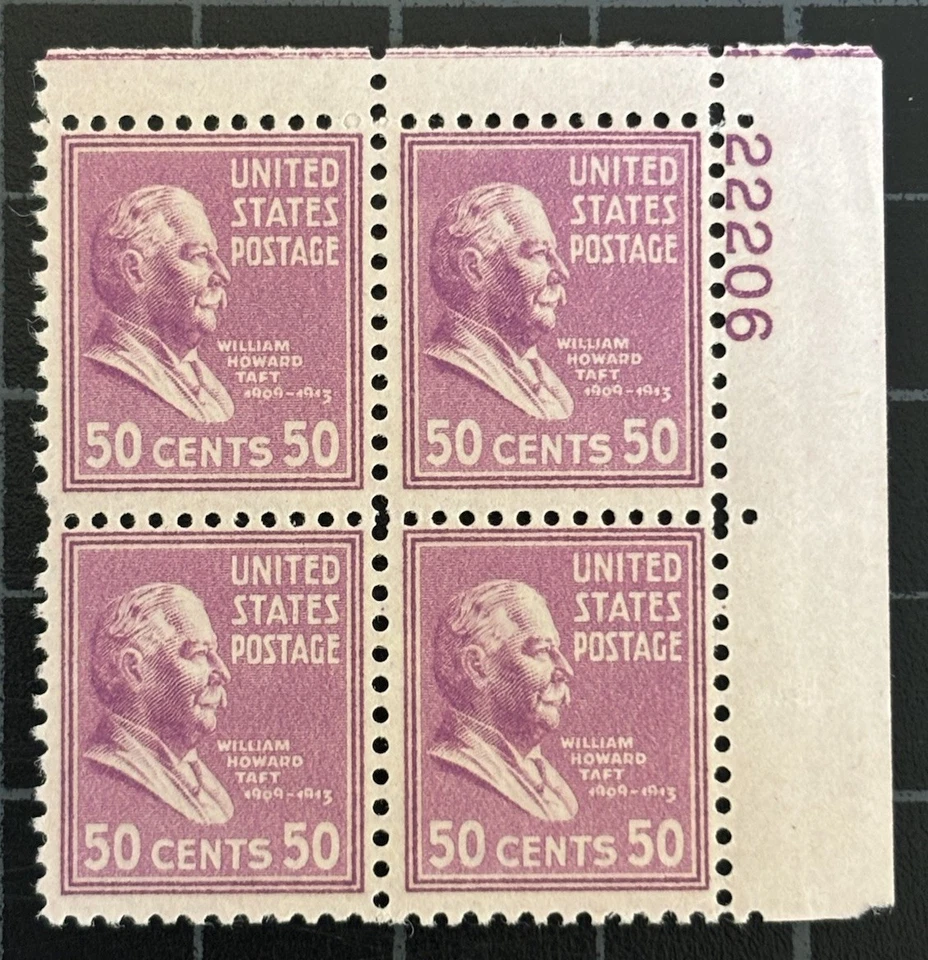 UNITED
STATES
POSTAGE
WILLIAM
HOWARD
TAFT
1909-1913
50 CENTS 50
UNITED
STATES
POSTAGE
WILLIAM
HOWARD
TAFT
1909-1913
50 CENTS 50
22206
UNITED
STATES
POSTAGE
WILLIAM
HOWARD
TAFT
1909-1913
50 CENTS 50
UNITED
STATES
POSTAGE
WILLIAM
HOWARD
TAFT
1909-1913
50 CENTS 50